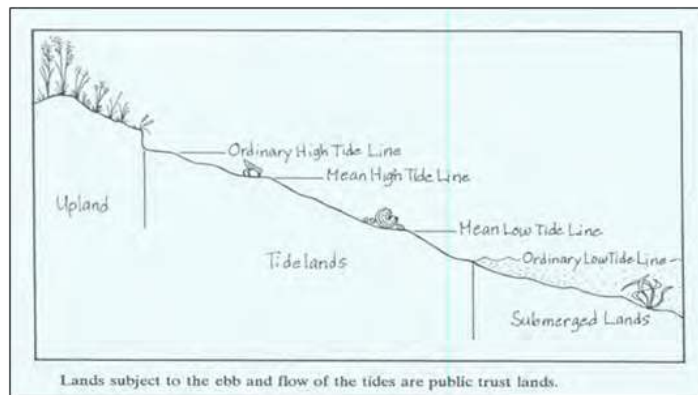 Ordinary High Tide Line
Mean High Tide Line
Upland
Mean Low Tide Line
Ordinary Low Tide Line
Tidelands
Submerged Lands
Lands subject to the ebb and flow of the tides are public trust lands.